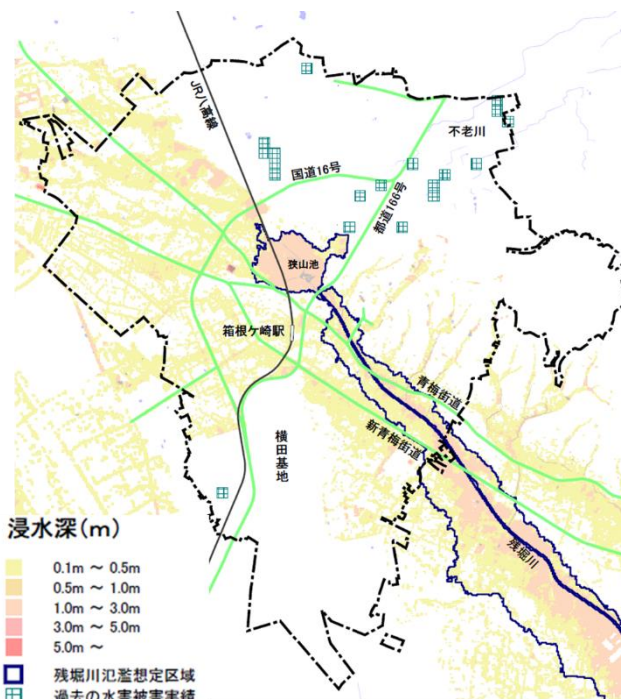 JR八高線
不老川
国道16号
都道166号
狭山池
箱根ケ崎駅
青梅街道
新青梅街道
横田基地
残堀川
浸水深(m)
0.1m ～ 0.5m
0.5m ～ 1.0m
1.0m ～ 3.0m
3.0m ～ 5.0m
5.0m ～
残堀川氾濫想定区域
過去の水害被害実績